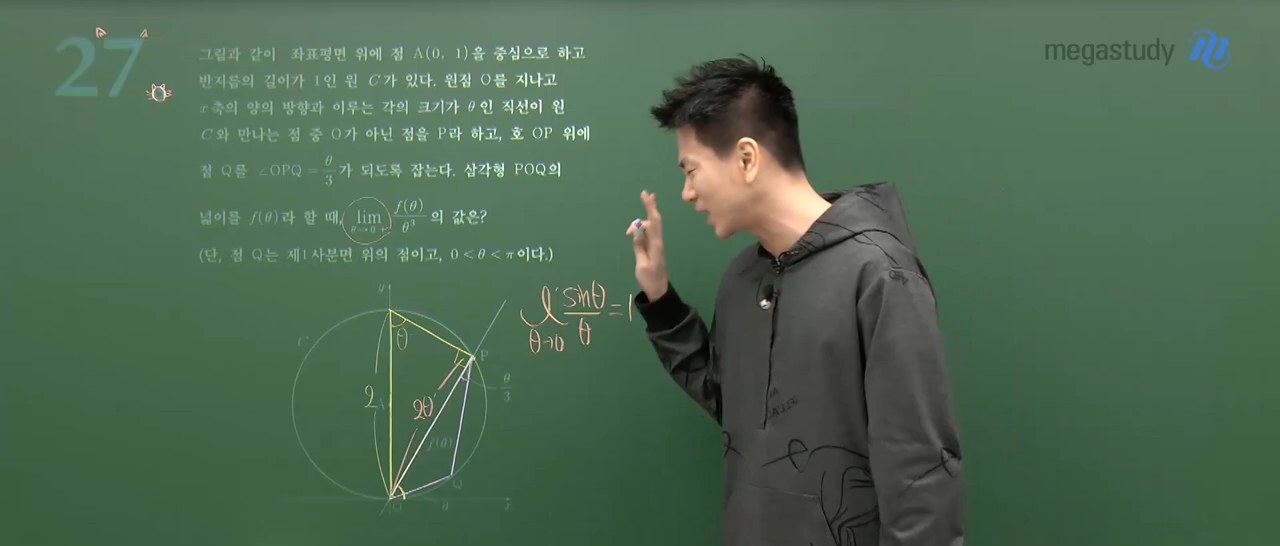 27
megastudy
그림과 같이 좌표평면 위에 점 A(0, 1)을 중심으로 하고
반지름의 길이가 1인 원 C가 있다. 원점 O를 지나고
x축의 양의 방향과 이루는 각의 크기가 θ인 직선이 원
C와 만나는 점 중 O가 아닌 점을 P라 하고, 호 OP 위에
점 Q를 ∠OPQ = θ/3가 되도록 잡는다. 삼각형 POQ의
넓이를 f(θ)라 할 때, lim θ→0+ f(θ)/θ³의 값은?
(단, 점 Q는 제1사분면 위의 점이고, 0 < θ < π이다.)
l sinθ/θ = 1
θ→0
y
C
θ
P
θ/3
2
A
2θ
f(θ)
Q
O
θ
x